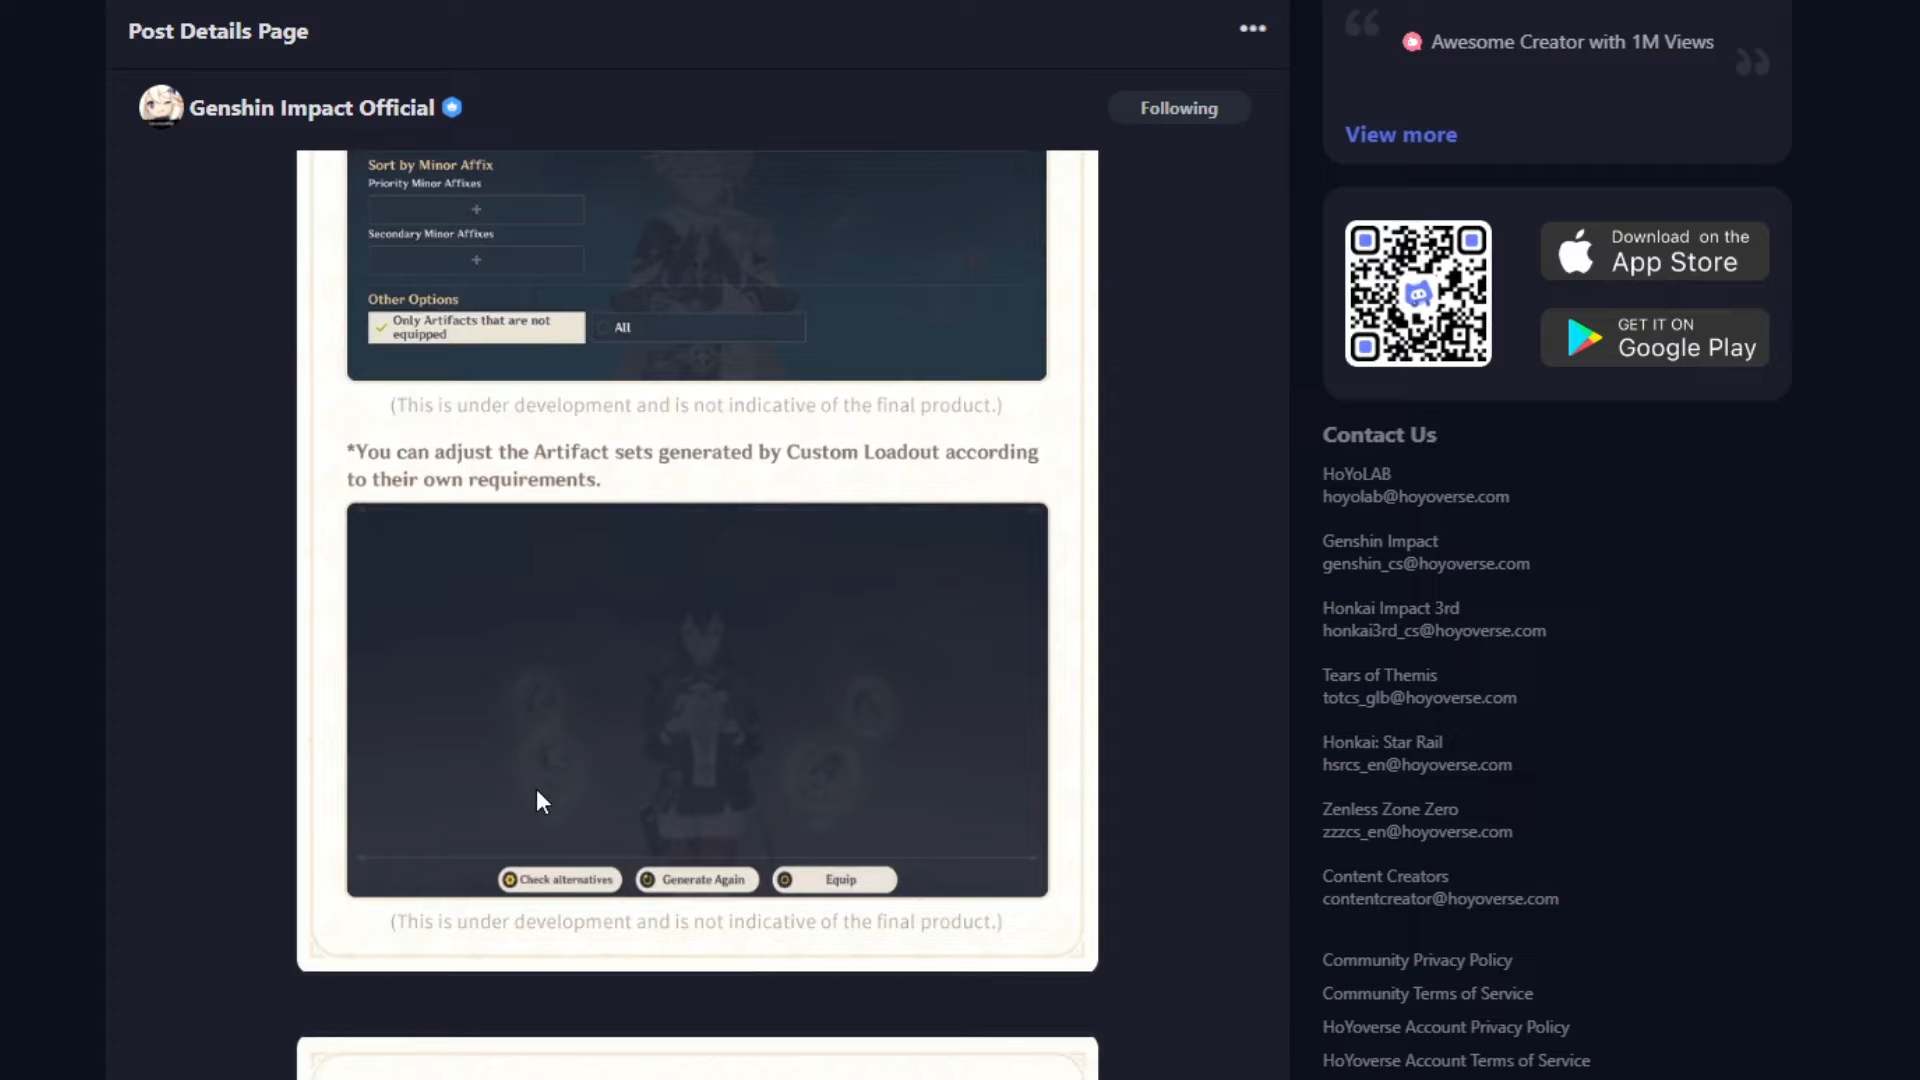 Post Details Page
Genshin Impact Official
Following
Sort by Minor Affix
Priority Minor Affixes
+
Secondary Minor Affixes
+
Other Options
Only Artifacts that are not
equipped
All
(This is under development and is not indicative of the final product.)
*You can adjust the Artifact sets generated by Custom Loadout according
to their own requirements.
Check alternatives
Generate Again
Equip
(This is under development and is not indicative of the final product.)
Awesome Creator with 1M Views
View more
Download on the
App Store
GET IT ON
Google Play
Contact Us
HoYoLAB
hoyolab@hoyoverse.com
Genshin Impact
genshin_cs@hoyoverse.com
Honkai Impact 3rd
honkai3rd_cs@hoyoverse.com
Tears of Themis
totcs_glb@hoyoverse.com
Honkai: Star Rail
hsrcs_en@hoyoverse.com
Zenless Zone Zero
zzzcs_en@hoyoverse.com
Content Creators
contentcreator@hoyoverse.com
Community Privacy Policy
Community Terms of Service
HoYoverse Account Privacy Policy
HoYoverse Account Terms of Service